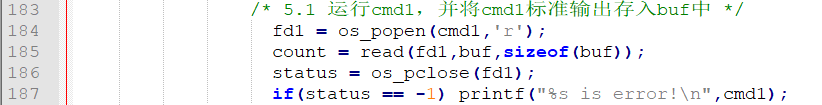 183 /* 5.1 运行cmd1，并将cmd1标准输出存入buf中 */
184 fd1 = os_popen(cmd1,'r');
185 count = read(fd1,buf,sizeof(buf));
186 status = os_pclose(fd1);
187 if(status == -1) printf("%s is error!\n",cmd1);